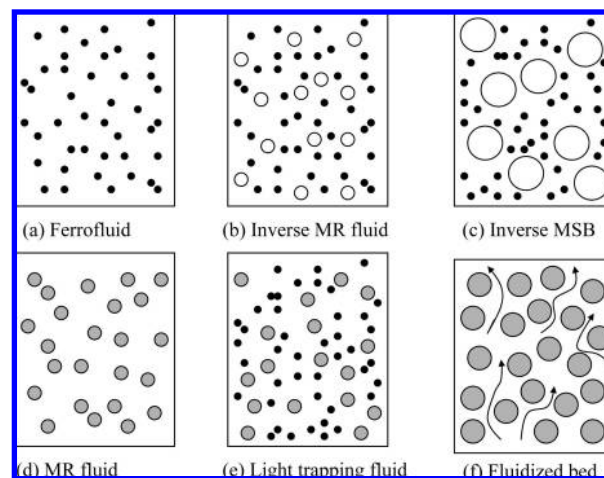 (a) Ferrofluid
(b) Inverse MR fluid
(c) Inverse MSB
(d) MR fluid
(e) Light trapping fluid
(f) Fluidized bed